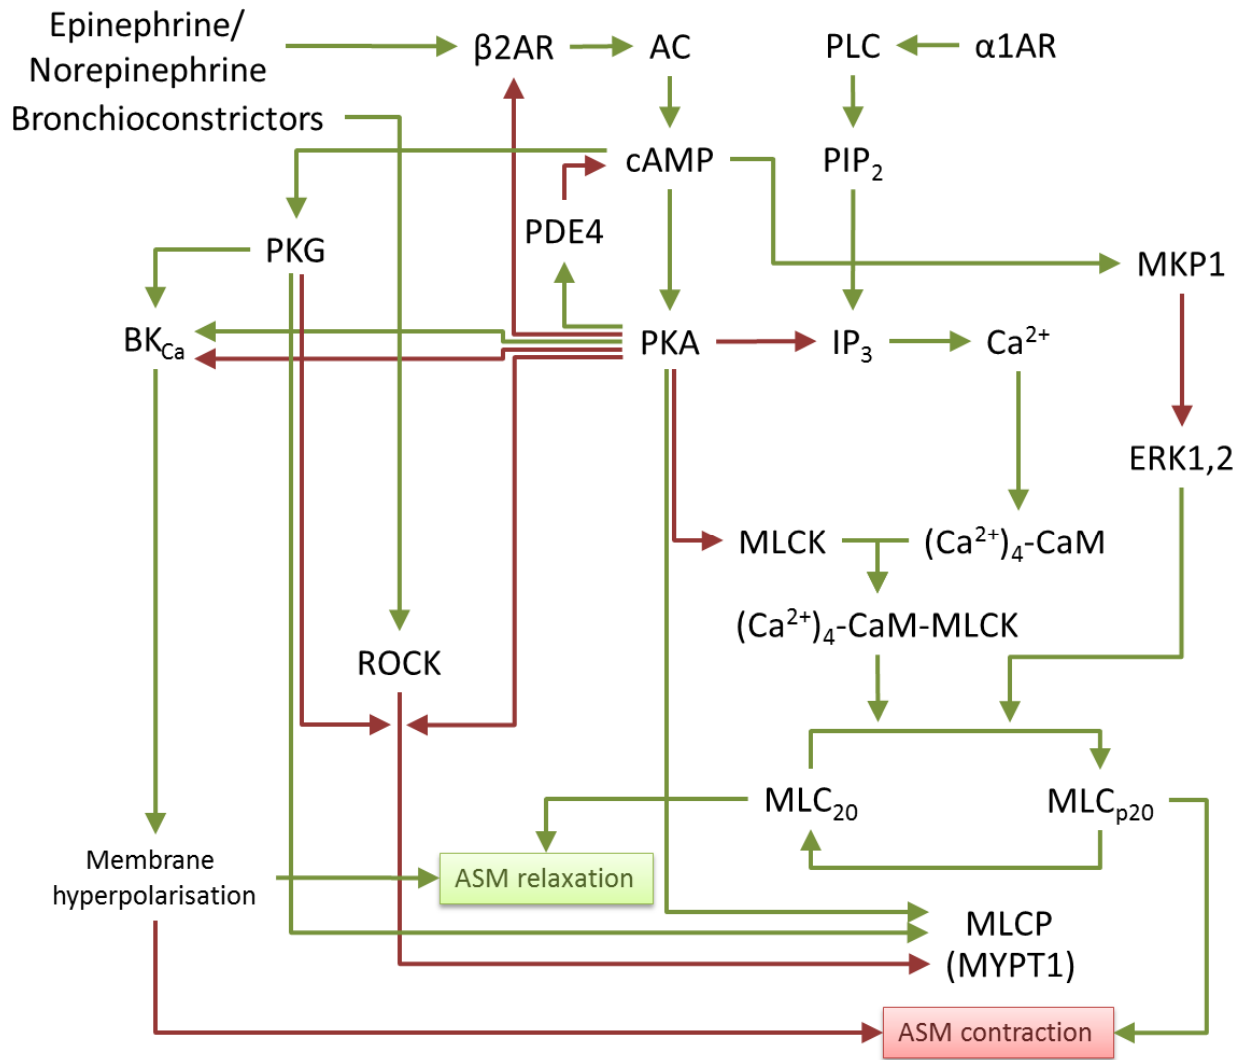 Epinephrine/
Norepinephrine
β2AR
AC
PLC
α1AR
Bronchioconstrictors
cAMP
PIP₂
PDE4
PKG
MKP1
BK_Ca
PKA
IP₃
Ca²⁺
ERK1,2
MLCK
(Ca²⁺)₄-CaM
(Ca²⁺)₄-CaM-MLCK
ROCK
MLC₂₀
MLCₚ₂₀
Membrane
hyperpolarisation
ASM relaxation
MLCP
(MYPT1)
ASM contraction